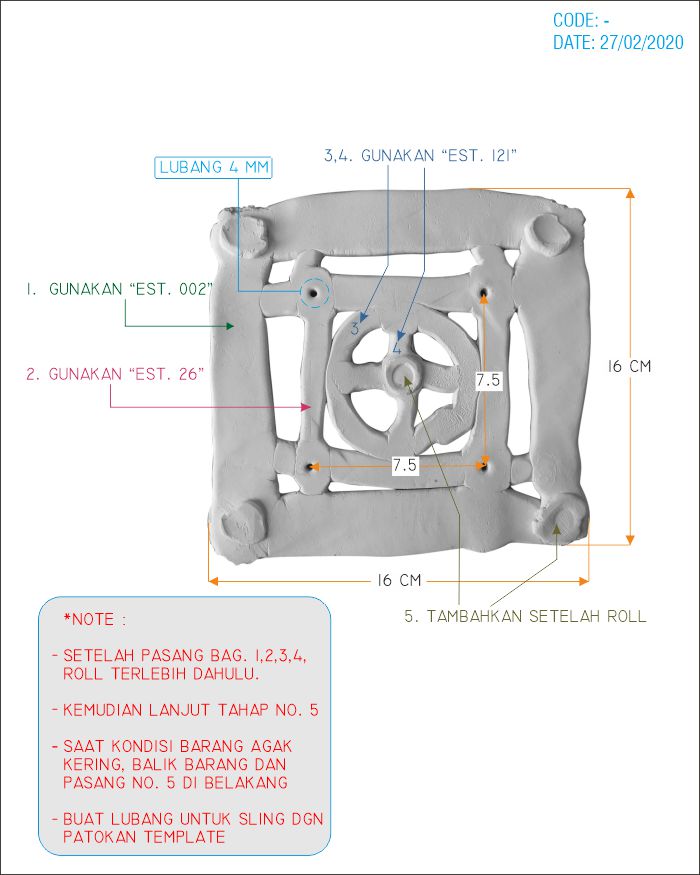 CODE: -
DATE: 27/02/2020
3,4. GUNAKAN “EST. 121”
LUBANG 4 MM
1. GUNAKAN “EST. 002”
3
4
16 CM
2. GUNAKAN “EST. 26”
7.5
7.5
16 CM
5. TAMBAHKAN SETELAH ROLL
*NOTE :
- SETELAH PASANG BAG. 1,2,3,4,
ROLL TERLEBIH DAHULU.
- KEMUDIAN LANJUT TAHAP NO. 5
- SAAT KONDISI BARANG AGAK
KERING, BALIK BARANG DAN
PASANG NO. 5 DI BELAKANG
- BUAT LUBANG UNTUK SLING DGN
PATOKAN TEMPLATE